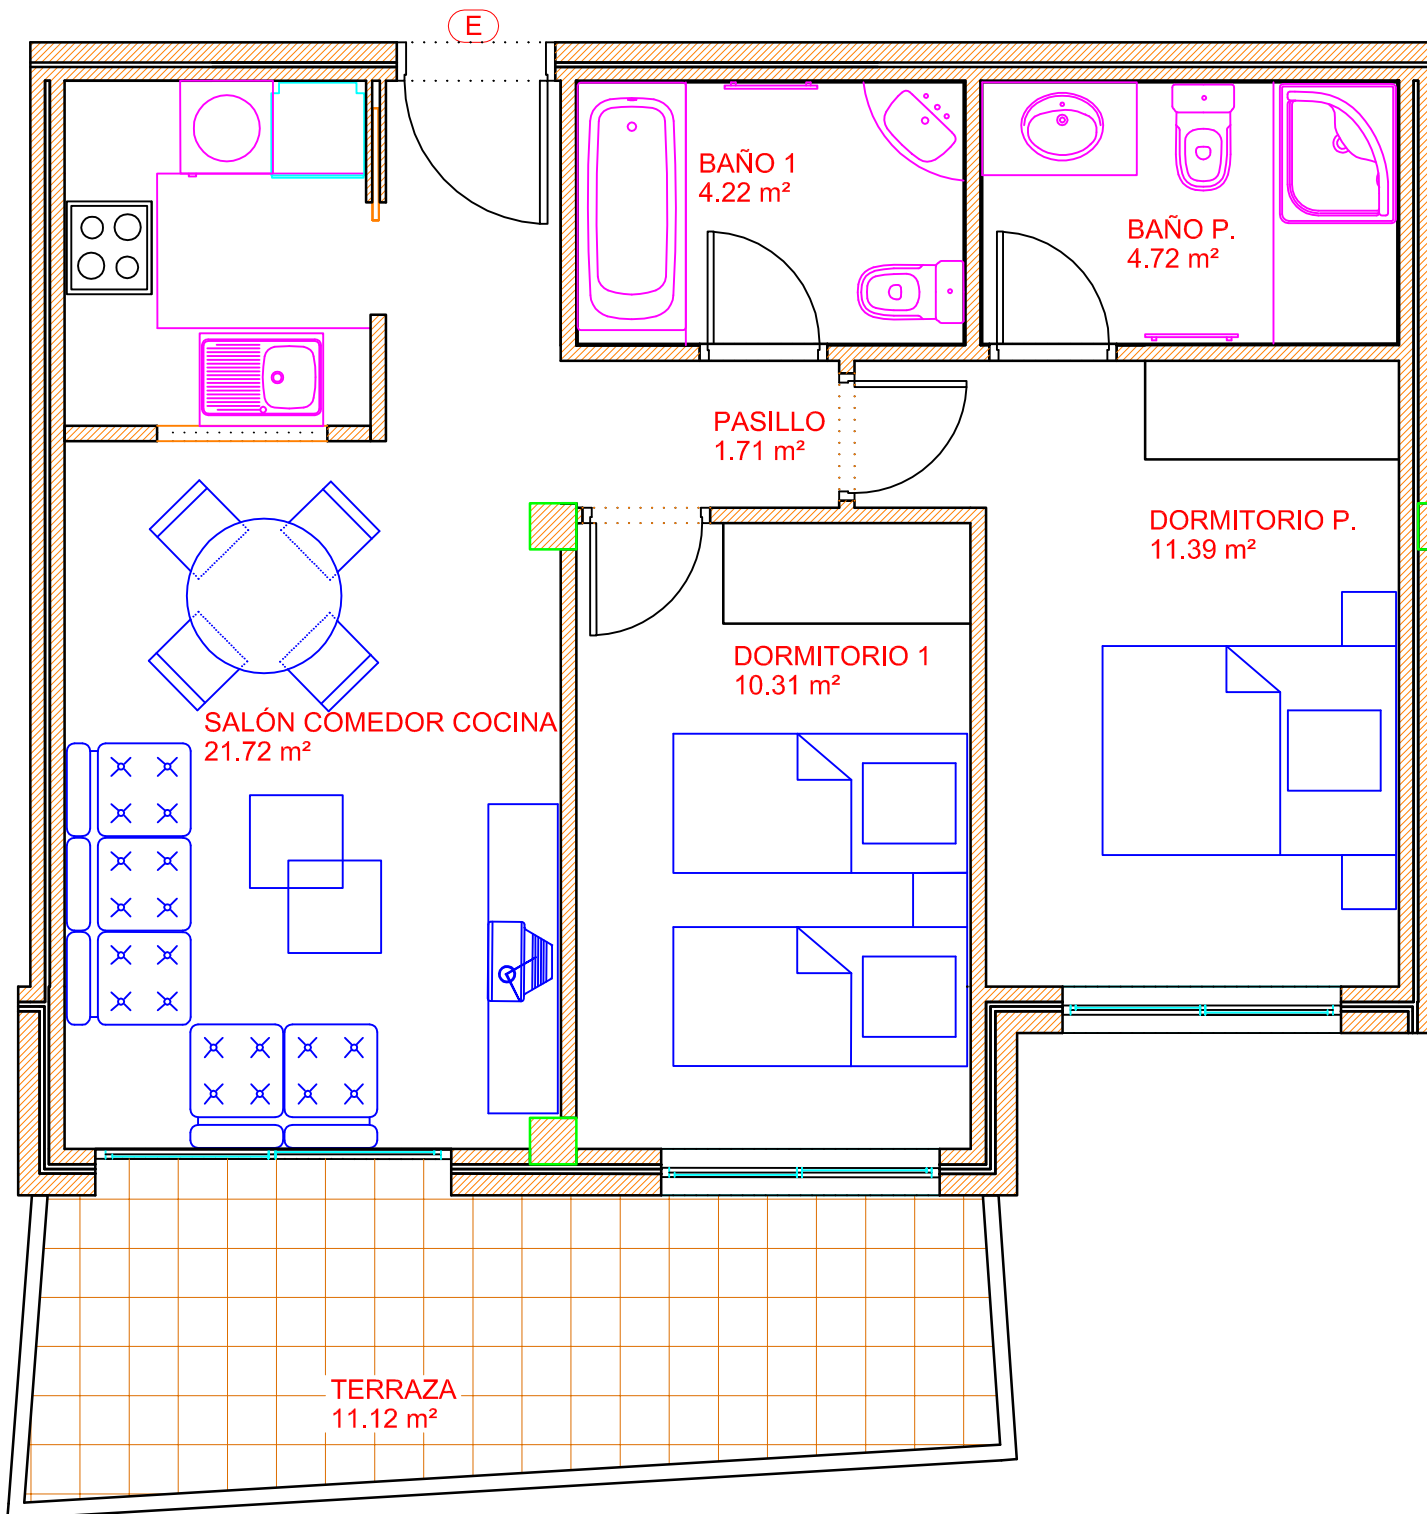 E
BAÑO 1
4.22 m²
BAÑO P.
4.72 m²
PASILLO
1.71 m²
DORMITORIO P.
11.39 m²
DORMITORIO 1
10.31 m²
SALÓN COMEDOR COCINA
21.72 m²
TERRAZA
11.12 m²